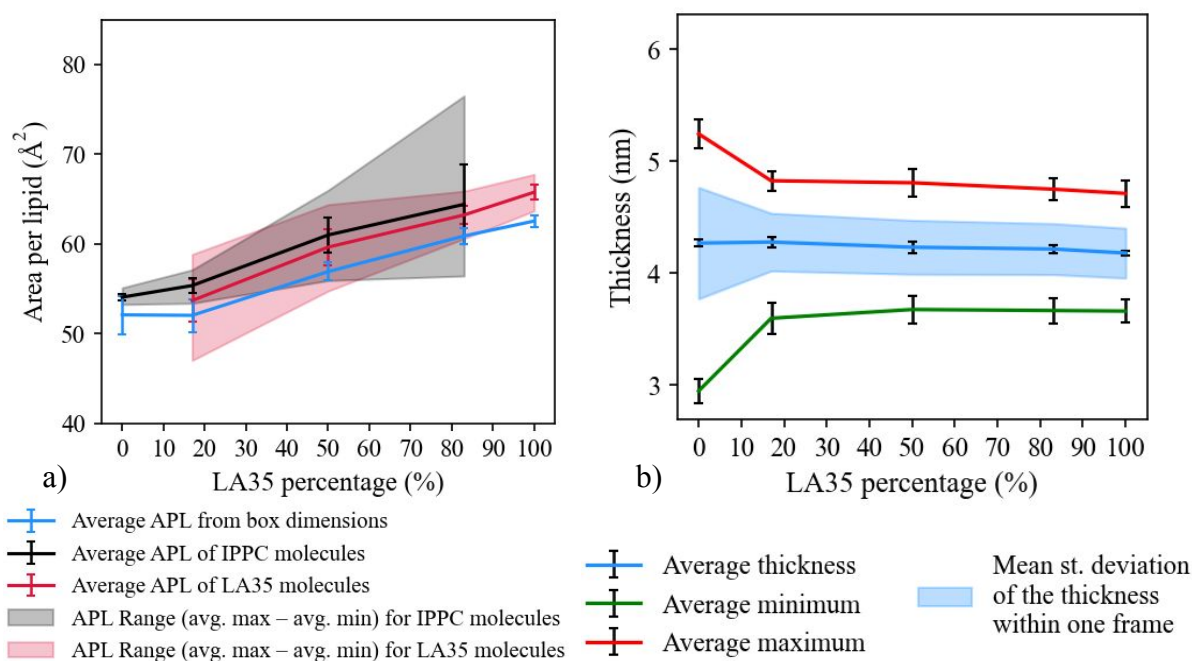 80
70
60
50
40
Area per lipid (Å²)
0 10 20 30 40 50 60 70 80 90 100
LA35 percentage (%)
a)
Average APL from box dimensions
Average APL of IPPC molecules
Average APL of LA35 molecules
APL Range (avg. max – avg. min) for IPPC molecules
APL Range (avg. max – avg. min) for LA35 molecules
6
5
4
3
Thickness (nm)
0 10 20 30 40 50 60 70 80 90 100
LA35 percentage (%)
b)
Average thickness
Average minimum
Average maximum
Mean st. deviation
of the thickness
within one frame